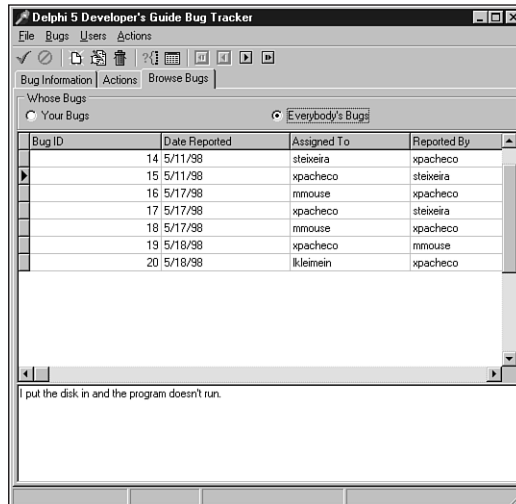 Delphi 5 Developer's Guide Bug Tracker
File Bugs Users Actions
Bug Information Actions Browse Bugs
Whose Bugs
Your Bugs Everybody's Bugs
Bug ID Date Reported Assigned To Reported By
14 5/11/98 steixeira xpacheco
15 5/11/98 xpacheco steixeira
16 5/17/98 mmouse xpacheco
17 5/17/98 xpacheco steixeira
18 5/17/98 mmouse xpacheco
19 5/18/98 xpacheco mmouse
20 5/18/98 lkleimein xpacheco
I put the disk in and the program doesn't run.